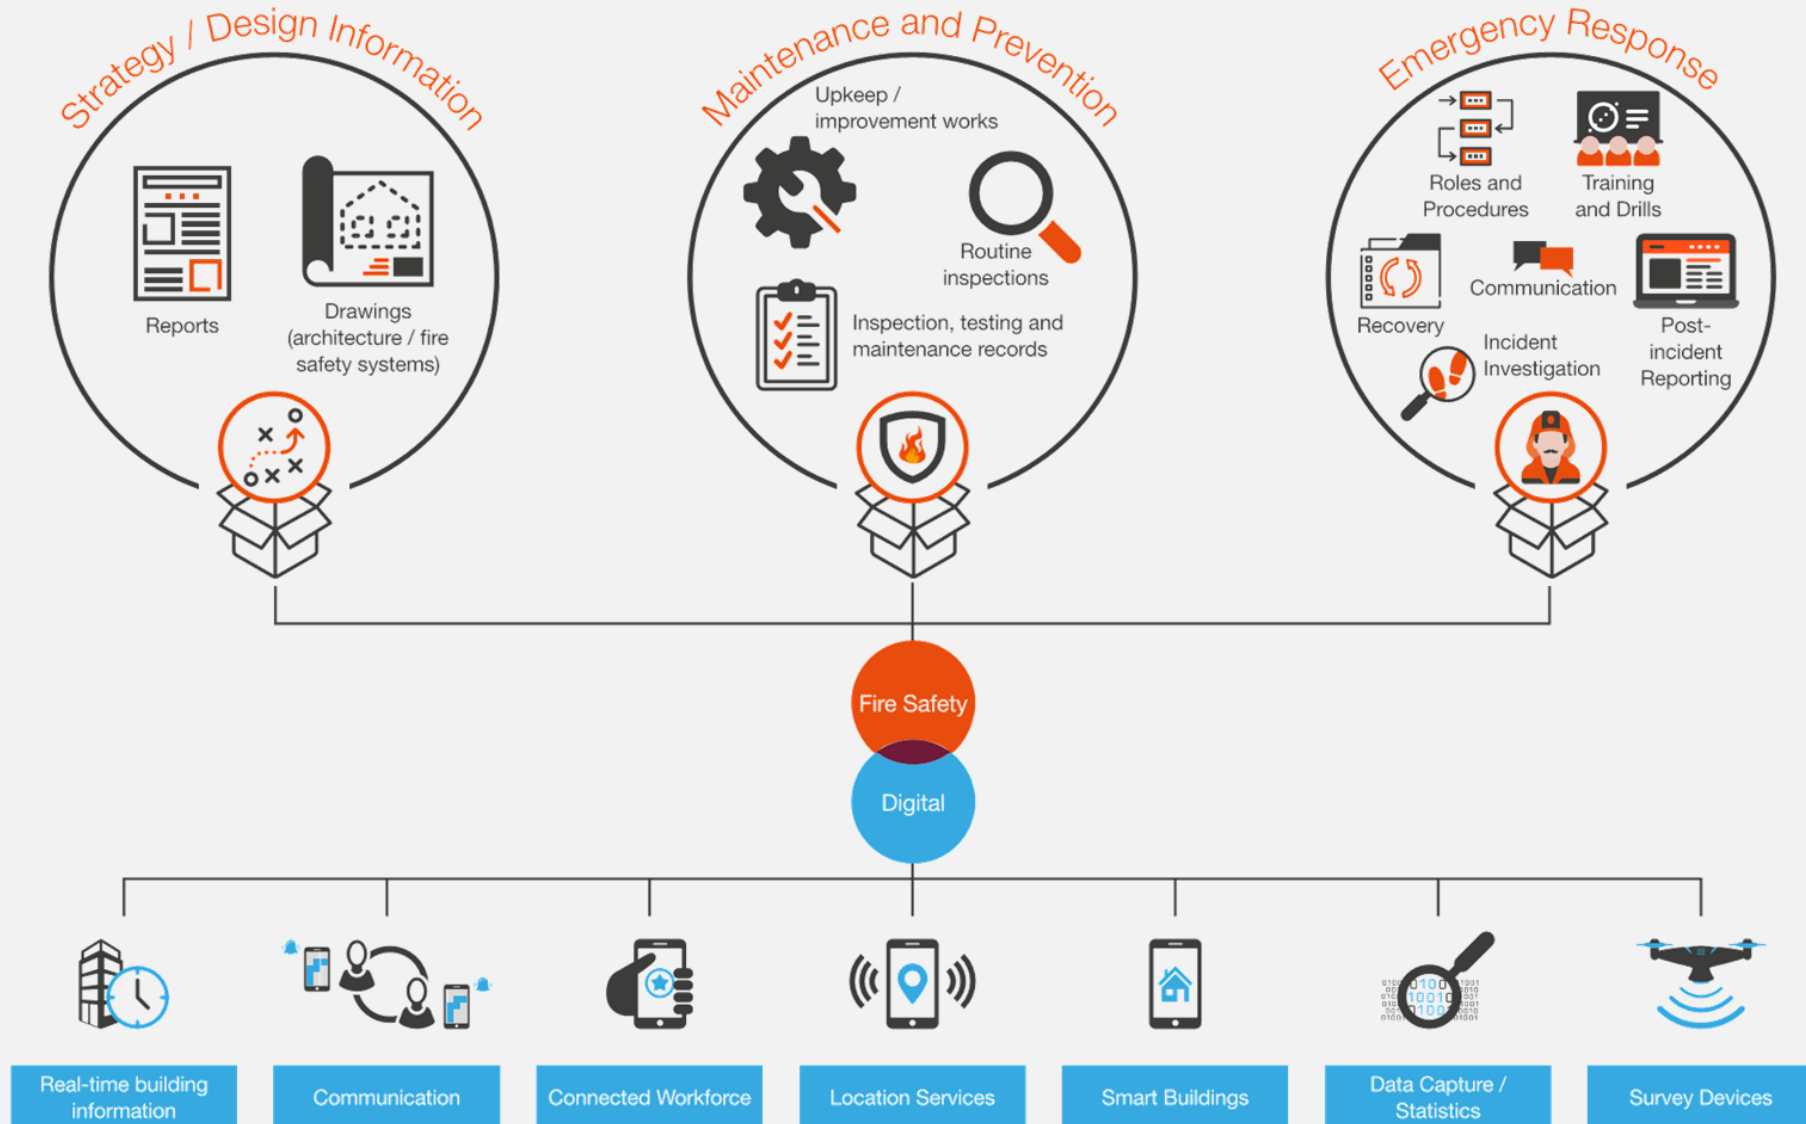 Strategy / Design Information
Reports
Drawings
(architecture / fire
safety systems)
Maintenance and Prevention
Upkeep /
improvement works
Routine
inspections
Inspection, testing and
maintenance records
Emergency Response
Roles and
Procedures
Training
and Drills
Recovery
Communication
Post-
incident
Reporting
Incident
Investigation
Fire Safety
Digital
Real-time building
information
Communication
Connected Workforce
Location Services
Smart Buildings
Data Capture /
Statistics
Survey Devices